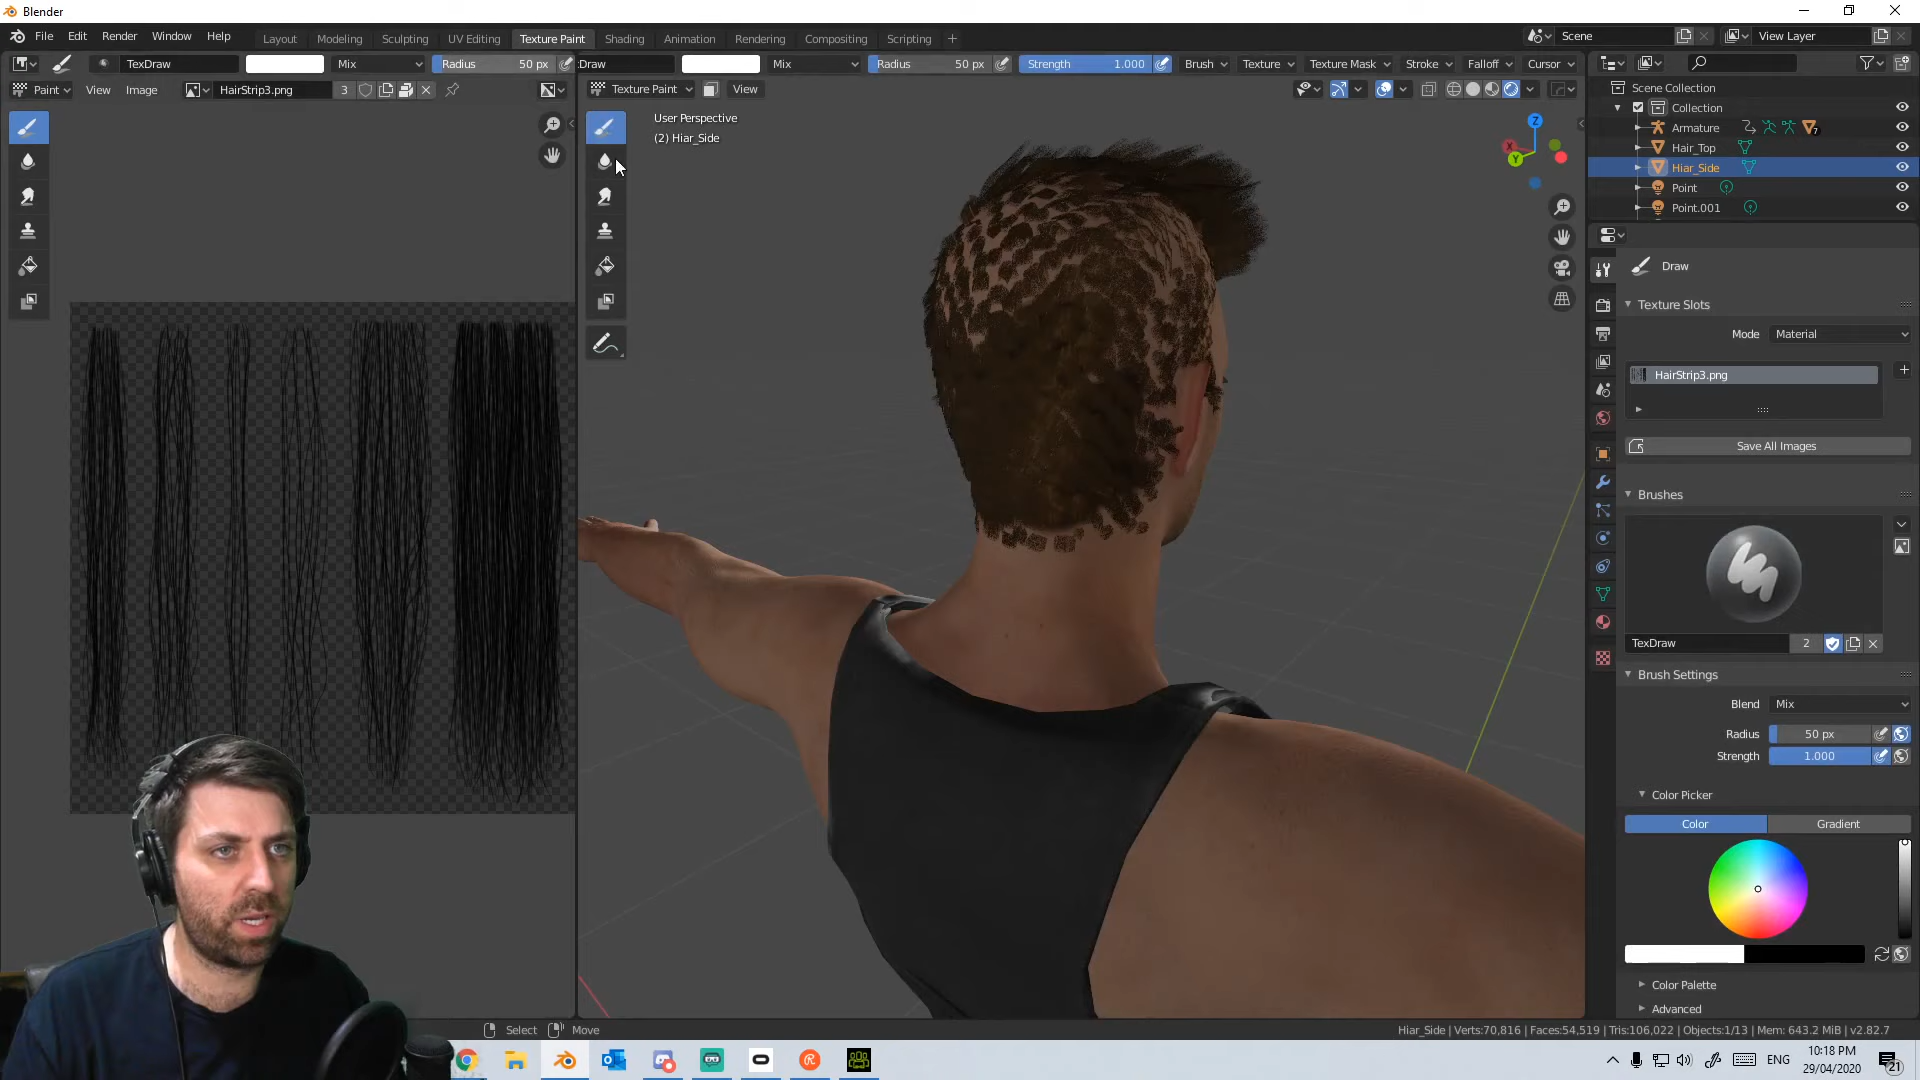 Blender
File Edit Render Window Help
Layout Modeling Sculpting UV Editing Texture Paint Shading Animation Rendering Compositing Scripting +
Scene
View Layer
TexDraw Mix Radius 50 px
Draw Mix Radius 50 px Strength 1.000 Brush Texture Texture Mask Stroke Falloff Cursor
Paint View Image HairStrip3.png 3
Texture Paint View
User Perspective
(2) Hiar_Side
Z
X
Y
Scene Collection
Collection
Armature 7
Hair_Top
Hiar_Side
Point
Point.001
Draw
Texture Slots
Mode Material
HairStrip3.png
Save All Images
Brushes
TexDraw 2
Brush Settings
Blend Mix
Radius 50 px
Strength 1.000
Color Picker
Color Gradient
Color Palette
Advanced
Select Move
Hiar_Side | Verts:70,816 | Faces:54,519 | Tris:106,022 | Objects:1/13 | Mem: 643.2 MiB | v2.82.7
ENG
10:18 PM
29/04/2020
21